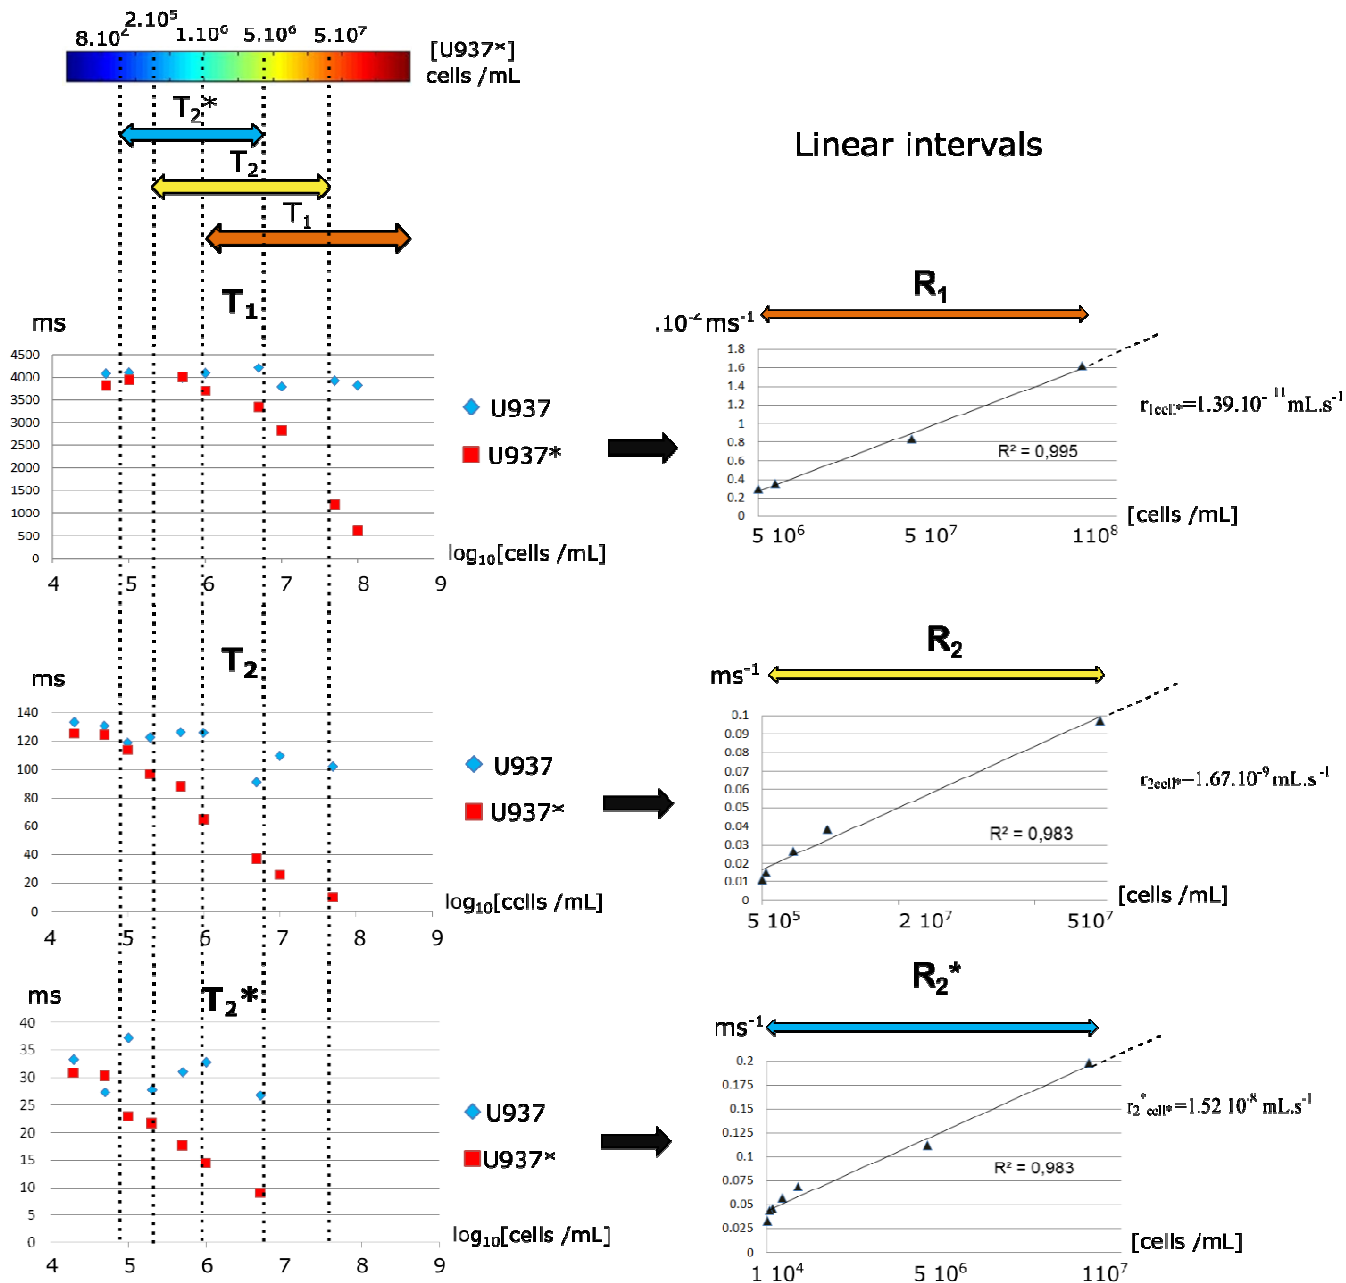 8.10² 2.10⁵ 1.10⁶ 5.10⁶ 5.10⁷ [U937*]
cells /mL
T₂*
T₂
T₁
Linear intervals
T₁
ms
4500
4000
3500
3000
2500
2000
1500
1000
500
0
4 5 6 7 8 9
log₁₀[cells /mL]
U937
U937*
R₁
.10⁻² ms⁻¹
1.8
1.6
1.4
1.2
1
0.8
0.6
0.4
0.2
0
R² = 0,995
5 10⁶ 5 10⁷ 110⁸
[cells /mL]
r₁cell*=1.39.10⁻¹¹mL.s⁻¹
T₂
ms
140
120
100
80
60
40
20
0
4 5 6 7 8 9
log₁₀[cells /mL]
U937
U937*
R₂
ms⁻¹
0.1
0.09
0.08
0.07
0.06
0.05
0.04
0.03
0.02
0.01
0
R² = 0,983
5 10⁵ 2 10⁷ 510⁷
[cells /mL]
r₂cell*=1.67.10⁻⁹ mL.s⁻¹
T₂*
ms
40
35
30
25
20
15
10
5
0
4 5 6 7 8 9
log₁₀[cells /mL]
U937
U937*
R₂*
ms⁻¹
0.2
0.175
0.15
0.125
0.1
0.075
0.05
0.025
0
R² = 0,983
1 10⁴ 5 10⁶ 110⁷
[cells /mL]
r₂*cell*=1.52 10⁻⁸ mL.s⁻¹